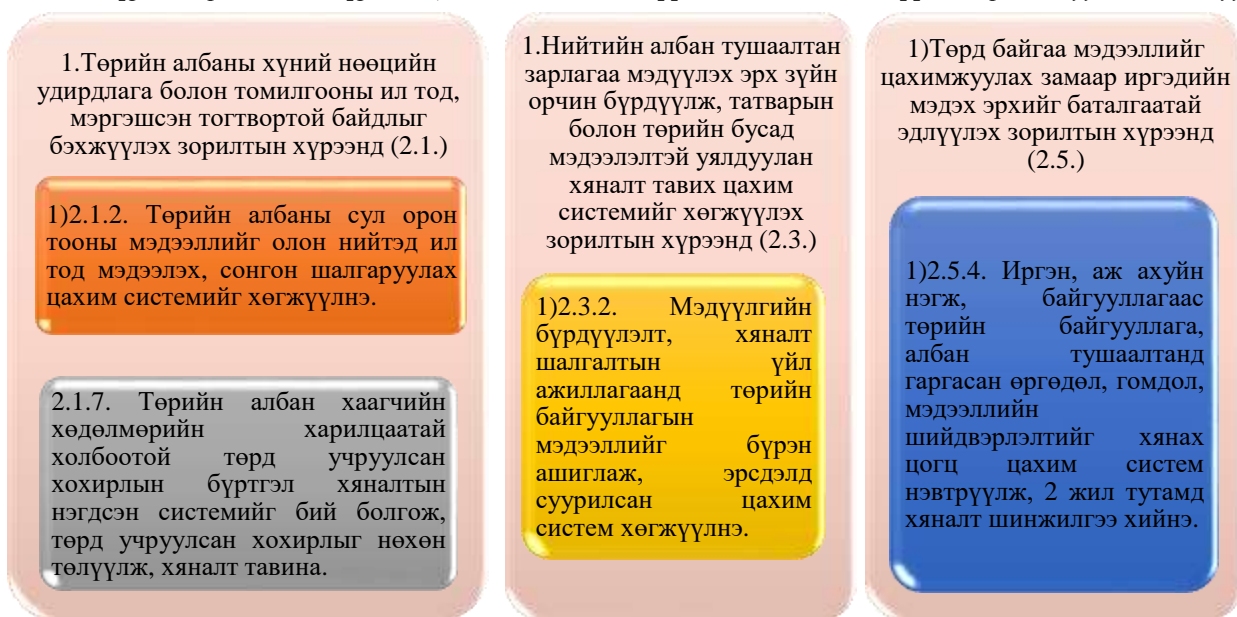 1.Төрийн албаны хүний нөөцийн
удирдлага болон томилгооны ил тод,
мэргэшсэн тогтвортой байдлыг
бэхжүүлэх зорилтын хүрээнд (2.1.)
1)2.1.2. Төрийн албаны сул орон
тооны мэдээллийг олон нийтэд ил
тод мэдээлэх, сонгон шалгаруулах
цахим системийг хөгжүүлнэ.
2.1.7. Төрийн албан хаагчийн
хөдөлмөрийн харилцаатай
холбоотой төрд учруулсан
хохирлын бүртгэл хяналтын
нэгдсэн системийг бий болгож,
төрд учруулсан хохирлыг нөхөн
төлүүлж, хяналт тавина.
1.Нийтийн албан тушаалтан
зарлагаа мэдүүлэх эрх зүйн
орчин бүрдүүлж, татварын
болон төрийн бусад
мэдээлэлтэй уялдуулан
хяналт тавих цахим
системийг хөгжүүлэх
зорилтын хүрээнд (2.3.)
1)2.3.2. Мэдүүлгийн
бүрдүүлэлт, хяналт
шалгалтын үйл
ажиллагаанд төрийн
байгууллагын
мэдээллийг бүрэн
ашиглаж, эрсдэлд
суурилсан цахим
систем хөгжүүлнэ.
1)Төрд байгаа мэдээллийг
цахимжуулах замаар иргэдийн
мэдэх эрхийг баталгаатай
эдлүүлэх зорилтын хүрээнд
(2.5.)
1)2.5.4. Иргэн, аж ахуйн
нэгж, байгууллагаас
төрийн байгууллага,
албан тушаалтанд
гаргасан өргөдөл, гомдол,
мэдээллийн
шийдвэрлэлтийг хянах
цогц цахим систем
нэвтрүүлж, 2 жил тутамд
хяналт шинжилгээ хийнэ.